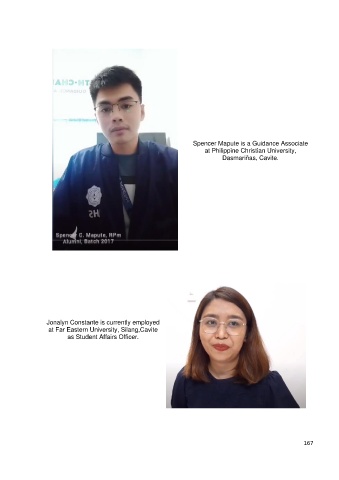 Spencer Mapute is a Guidance Associate
at Philippine Christian University,
Dasmariñas, Cavite.
Spencer C. Mapute, RPm
Alumni, Batch 2017
Jonalyn Constante is currently employed
at Far Eastern University, Silang,Cavite
as Student Affairs Officer.
167